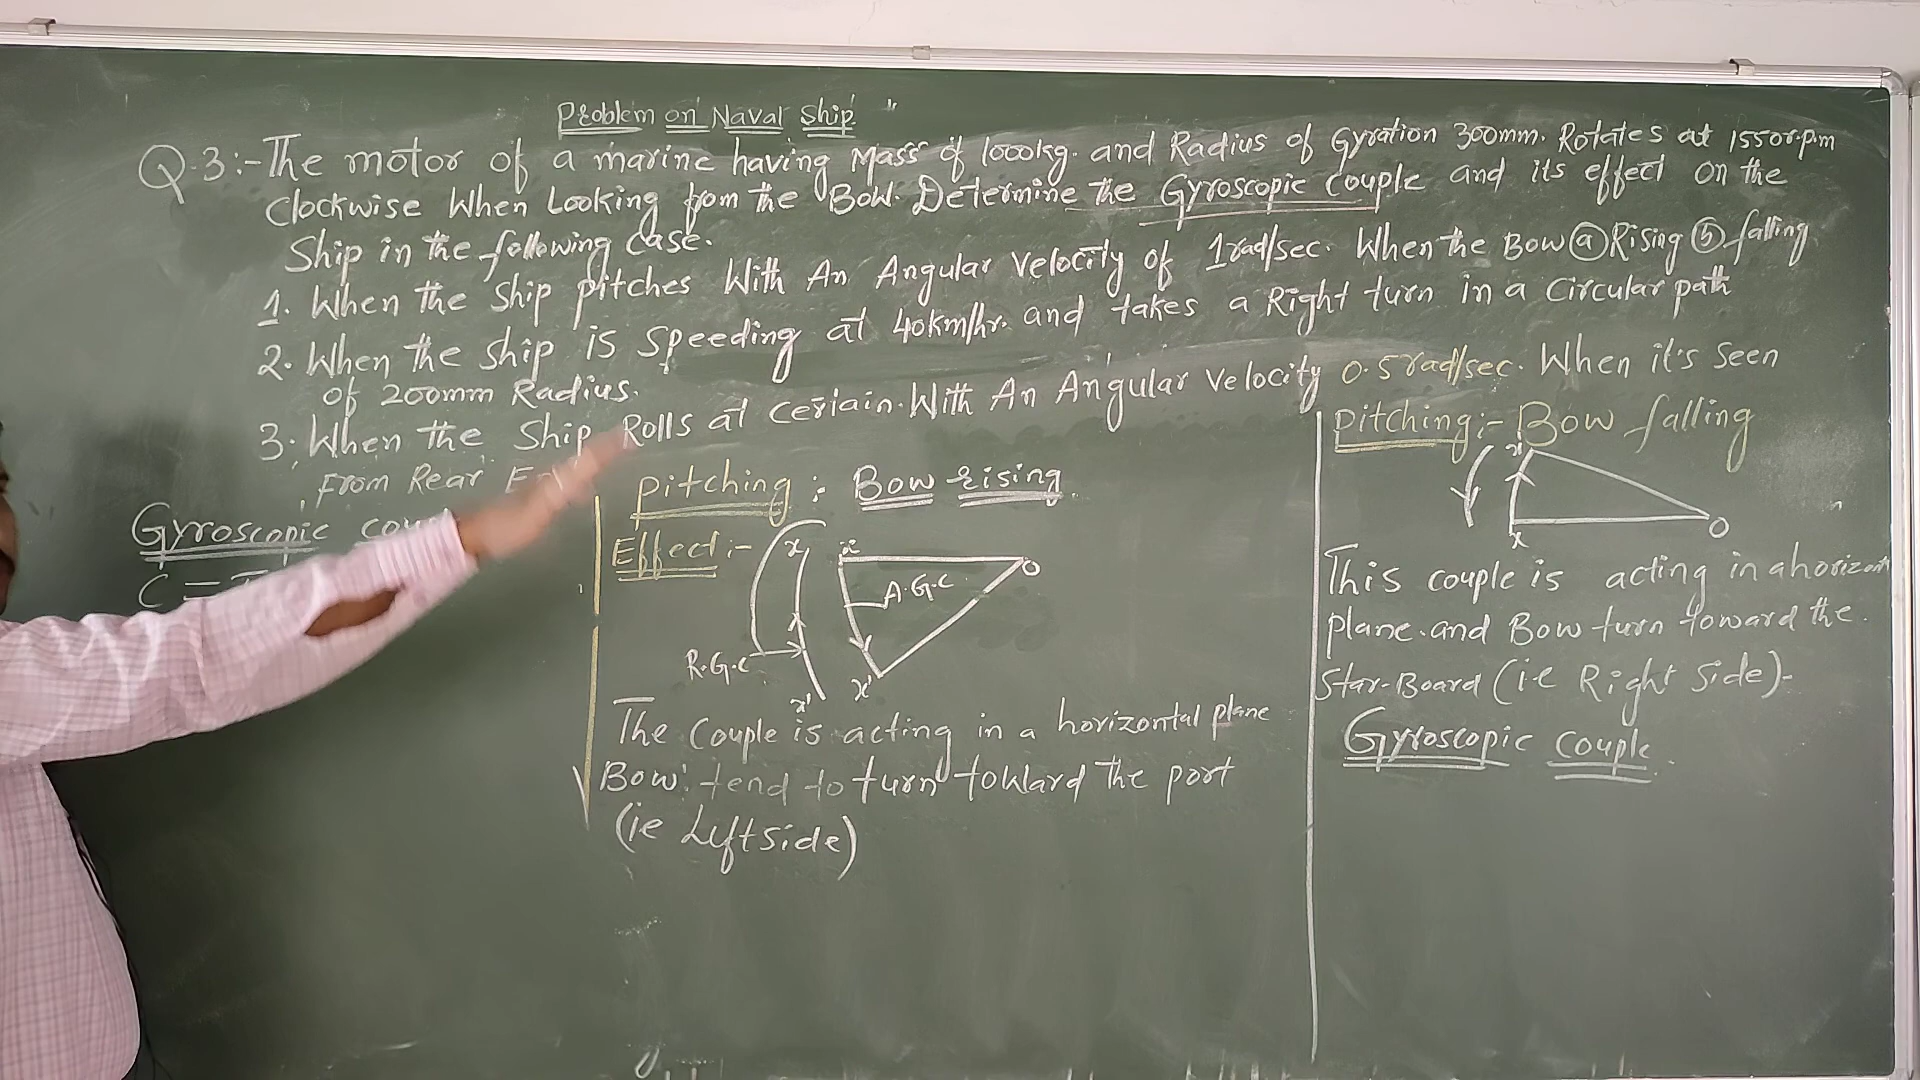 Problem on Naval Ship "
Q.3:-The motor of a marine having Mass of 1000kg. and Radius of Gyration 300mm. Rotates at 1550r.p.m
Clockwise When Looking from the Bow. Determine the Gyroscopic Couple and its effect on the
Ship in the following Case.
1. When the Ship pitches With An Angular Velocity of 1rad/sec. When the Bow ⓐ Rising ⓑ falling
2. When the Ship is Speeding at 40km/hr. and takes a Right turn in a Circular path
of 200mm Radius.
3. When the Ship Rolls at Certain. With An Angular Velocity 0.5rad/sec. When it's Seen
From Rear
Gyroscopic
C =
Pitching : Bow rising
Effect :-
x x O
A.G.C
R.G.C
x' x'
The Couple is acting in a horizontal plane
Bow tend to turn toward the port
(ie Left side)
Pitching :- Bow falling
x'
x O
This couple is acting in a horizont
plane. and Bow turn toward the.
Star-Board (ie Right Side)-
Gyroscopic Couple